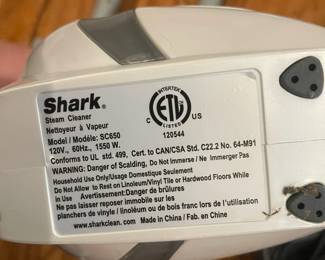 Shark®
Steam Cleaner
Nettoyeur à Vapeur
Model / Modèle: SC650
120V., 60Hz., 1550 W.
INTERTEK
ETL
LISTED
C US
120544
Conforms to UL std. 499, Cert. to CAN/CSA Std. C22.2 No. 64-M91
WARNING: Danger of Scalding, Do not Immerse / Ne Immerger Pas
Household Use Only/Usage Domestique Seulement
Do Not Allow to Rest on Linoleum/Vinyl Tile or Hardwood Floors While
in Use Avertissement: Danger de brûlures
Ne pas laisser reposer immobile sur les
planchers de vinyle / linoléum ou de bois franc lors de l'utilisation
www.sharkclean.com Made in China / Fab. en Chine